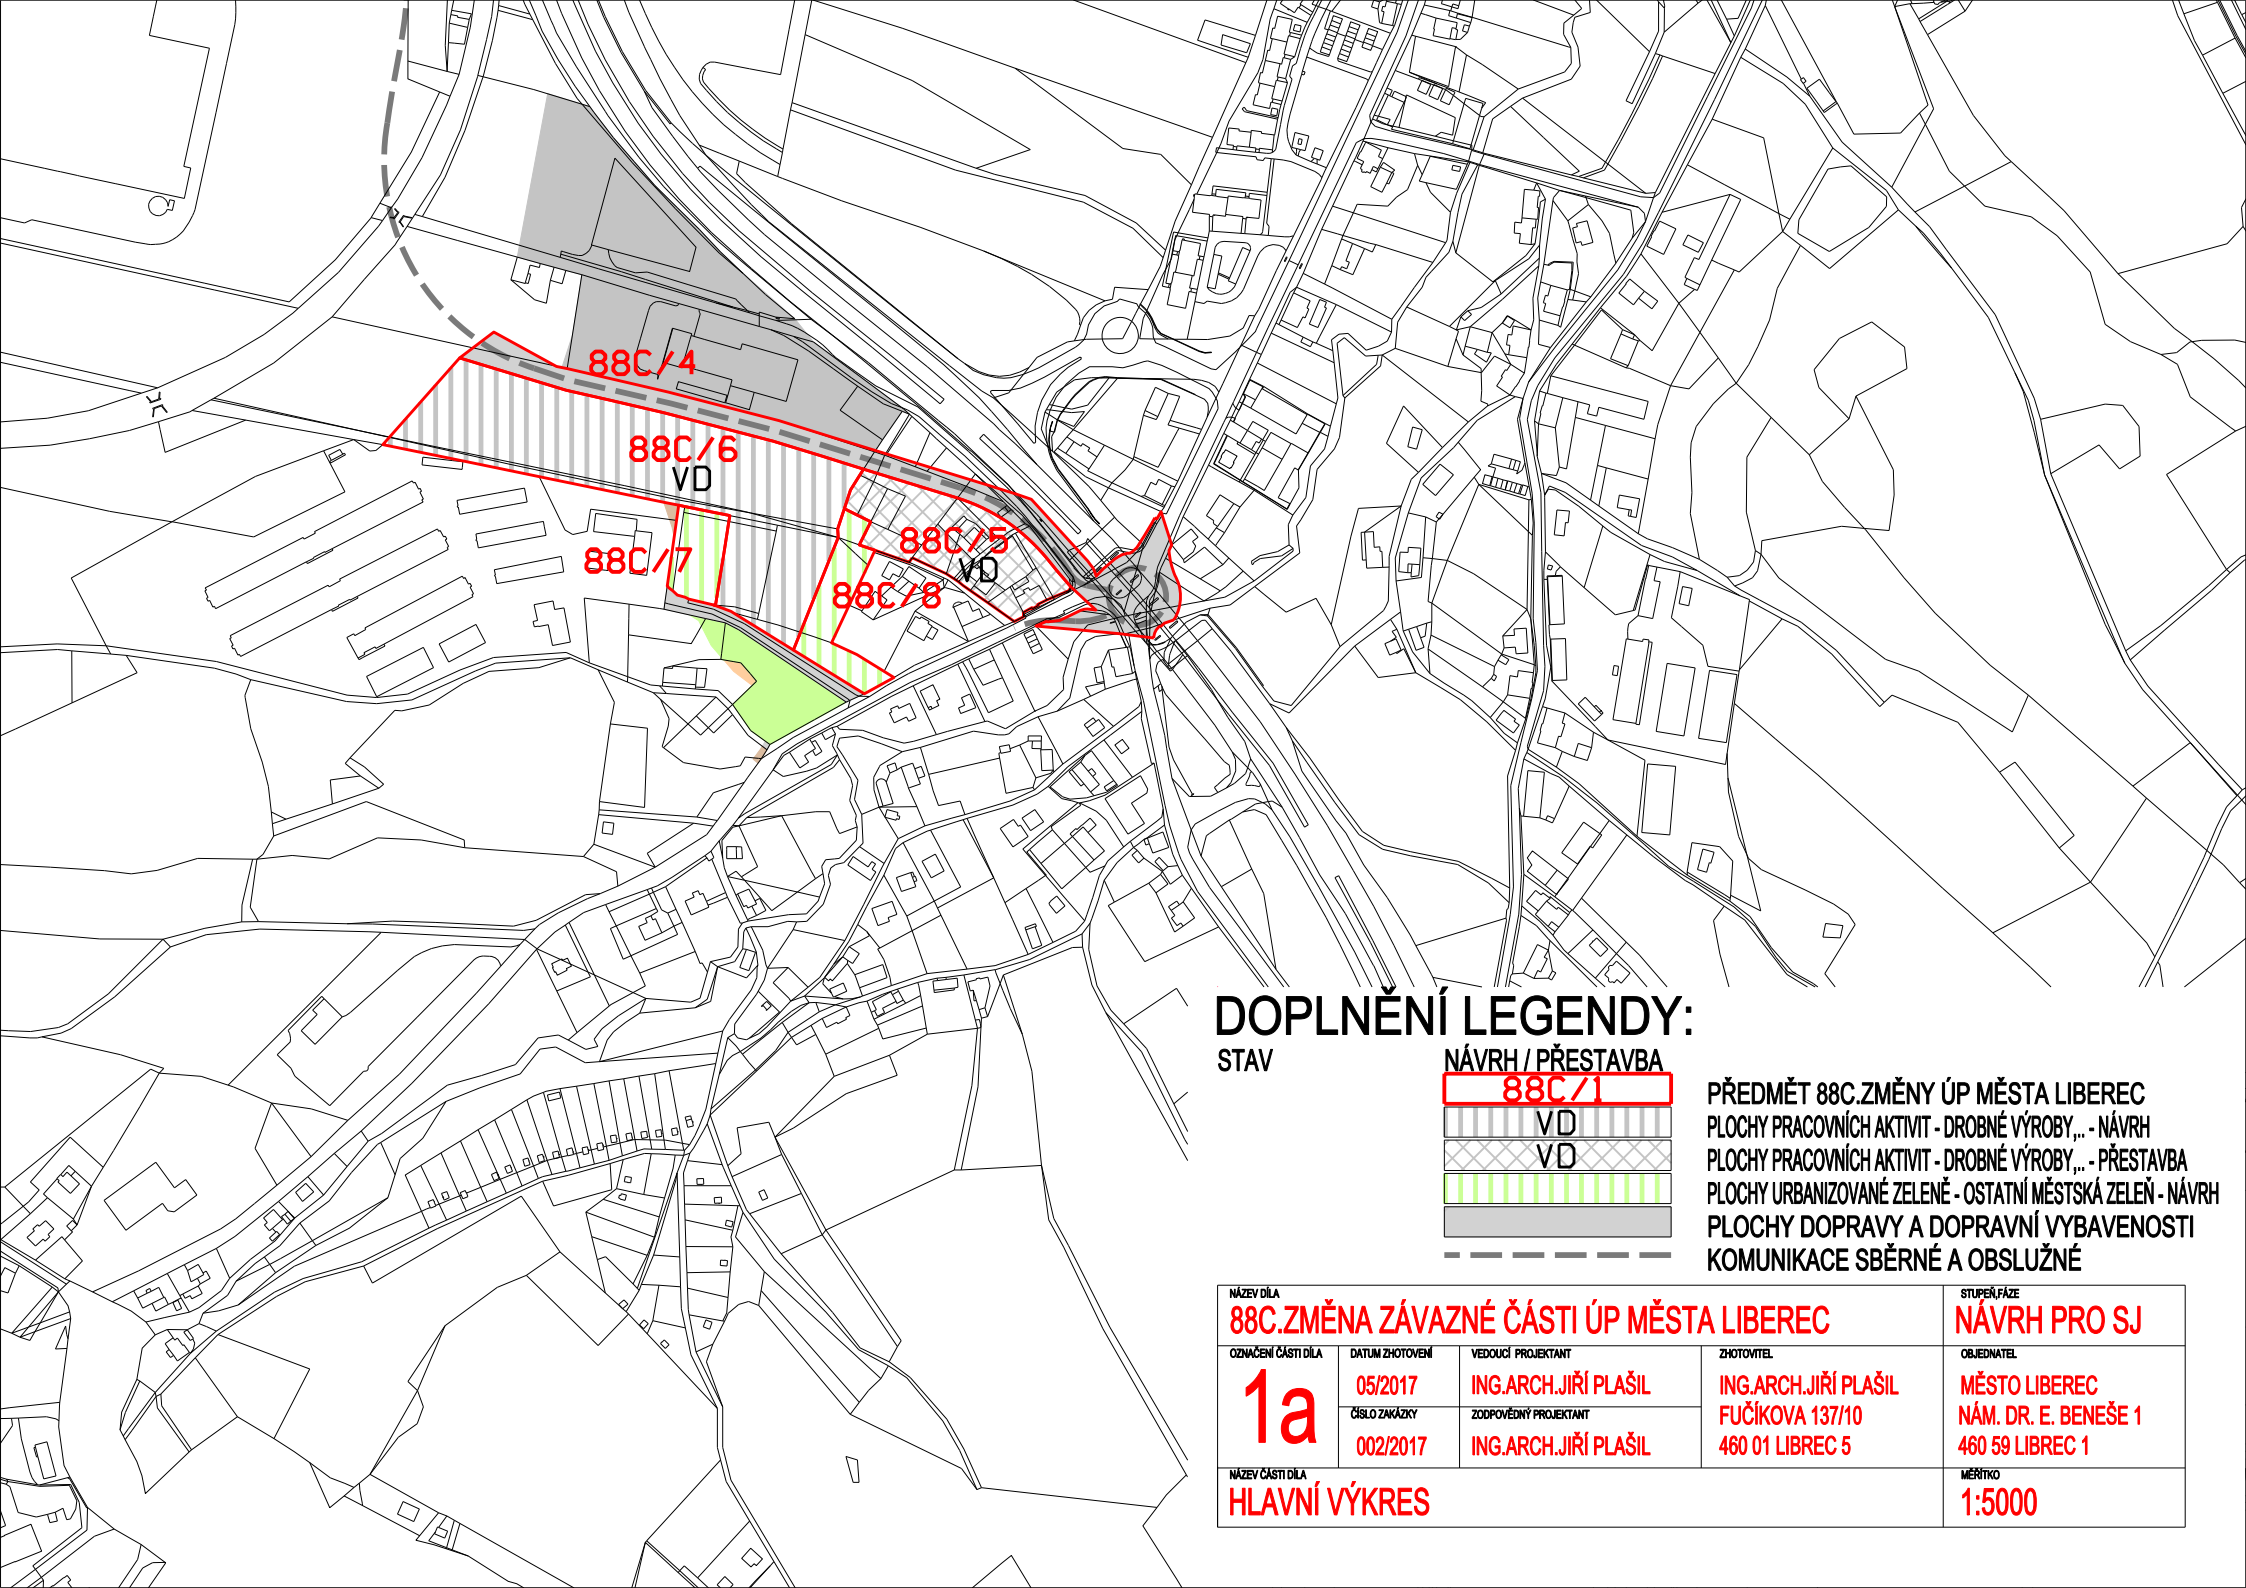 88C/4
88C/6
VD
88C/7
88C/5
VD
88C/8
DOPLNĚNÍ LEGENDY:
STAV
NÁVRH / PŘESTAVBA
88C/1
PŘEDMĚT 88C.ZMĚNY ÚP MĚSTA LIBEREC
VD
PLOCHY PRACOVNÍCH AKTIVIT - DROBNÉ VÝROBY,.. - NÁVRH
VD
PLOCHY PRACOVNÍCH AKTIVIT - DROBNÉ VÝROBY,.. - PŘESTAVBA
PLOCHY URBANIZOVANÉ ZELENĚ - OSTATNÍ MĚSTSKÁ ZELEŇ - NÁVRH
PLOCHY DOPRAVY A DOPRAVNÍ VYBAVENOSTI
KOMUNIKACE SBĚRNÉ A OBSLUŽNÉ
NÁZEV DÍLA
88C.ZMĚNA ZÁVAZNÉ ČÁSTI ÚP MĚSTA LIBEREC
STUPEŇ,FÁZE
NÁVRH PRO SJ
OZNAČENÍ ČÁSTI DÍLA
1a
DATUM ZHOTOVENÍ
05/2017
ČÍSLO ZAKÁZKY
002/2017
VEDOUCÍ PROJEKTANT
ING.ARCH.JIŘÍ PLAŠIL
ZODPOVĚDNÝ PROJEKTANT
ING.ARCH.JIŘÍ PLAŠIL
ZHOTOVITEL
ING.ARCH.JIŘÍ PLAŠIL
FUČÍKOVA 137/10
460 01 LIBREC 5
OBJEDNATEL
MĚSTO LIBEREC
NÁM. DR. E. BENEŠE 1
460 59 LIBREC 1
NÁZEV ČÁSTI DÍLA
HLAVNÍ VÝKRES
MĚŘÍTKO
1:5000